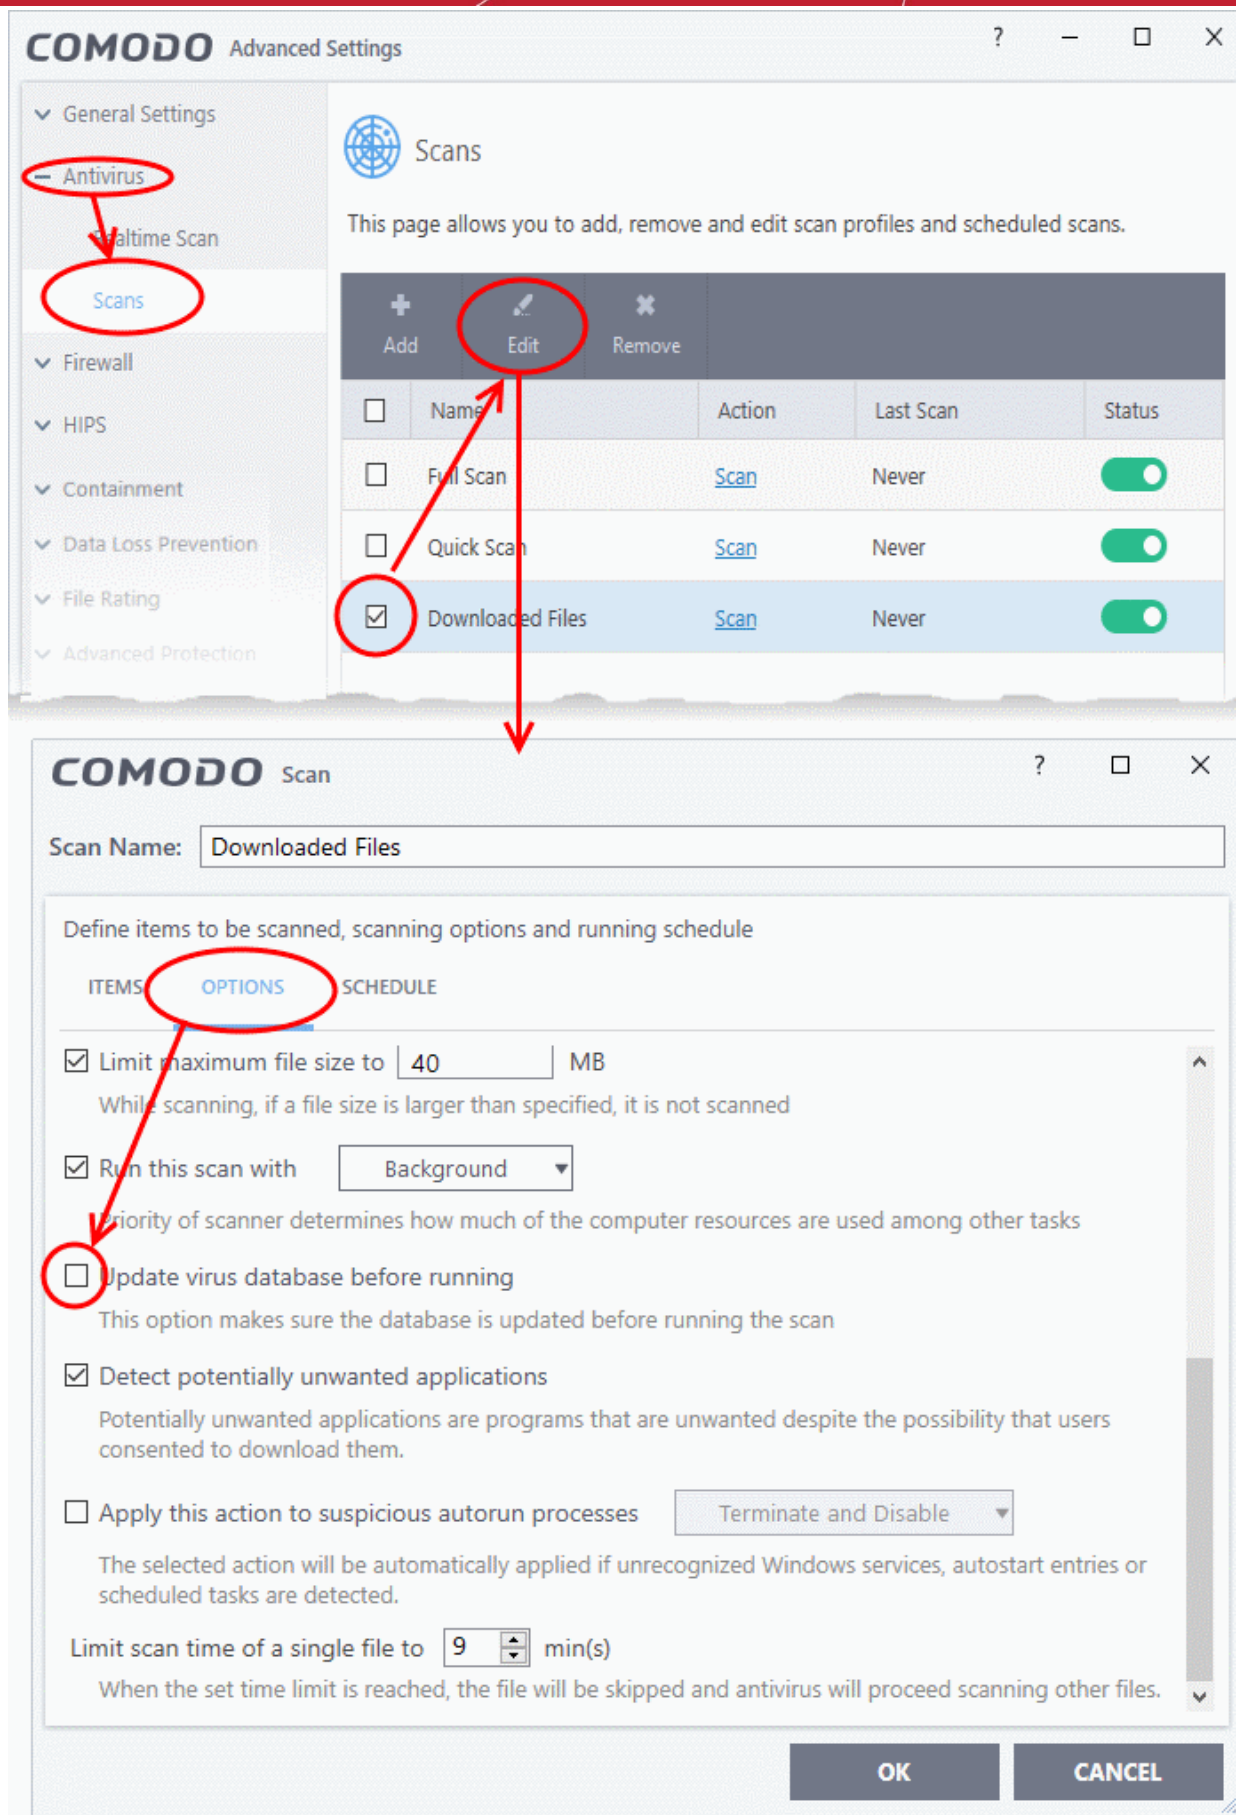 COMODO Advanced Settings ?
General Settings
Antivirus
Realtime Scan
Scans
Firewall
HIPS
Containment
Data Loss Prevention
File Rating
Advanced Protection
Scans
This page allows you to add, remove and edit scan profiles and scheduled scans.
Add Edit Remove
Name Action Last Scan Status
Full Scan Scan Never
Quick Scan Scan Never
Downloaded Files Scan Never
COMODO Scan ?
Scan Name: Downloaded Files
Define items to be scanned, scanning options and running schedule
ITEMS OPTIONS SCHEDULE
Limit maximum file size to 40 MB
While scanning, if a file size is larger than specified, it is not scanned
Run this scan with Background
Priority of scanner determines how much of the computer resources are used among other tasks
Update virus database before running
This option makes sure the database is updated before running the scan
Detect potentially unwanted applications
Potentially unwanted applications are programs that are unwanted despite the possibility that users
consented to download them.
Apply this action to suspicious autorun processes Terminate and Disable
The selected action will be automatically applied if unrecognized Windows services, autostart entries or
scheduled tasks are detected.
Limit scan time of a single file to 9 min(s)
When the set time limit is reached, the file will be skipped and antivirus will proceed scanning other files.
OK CANCEL